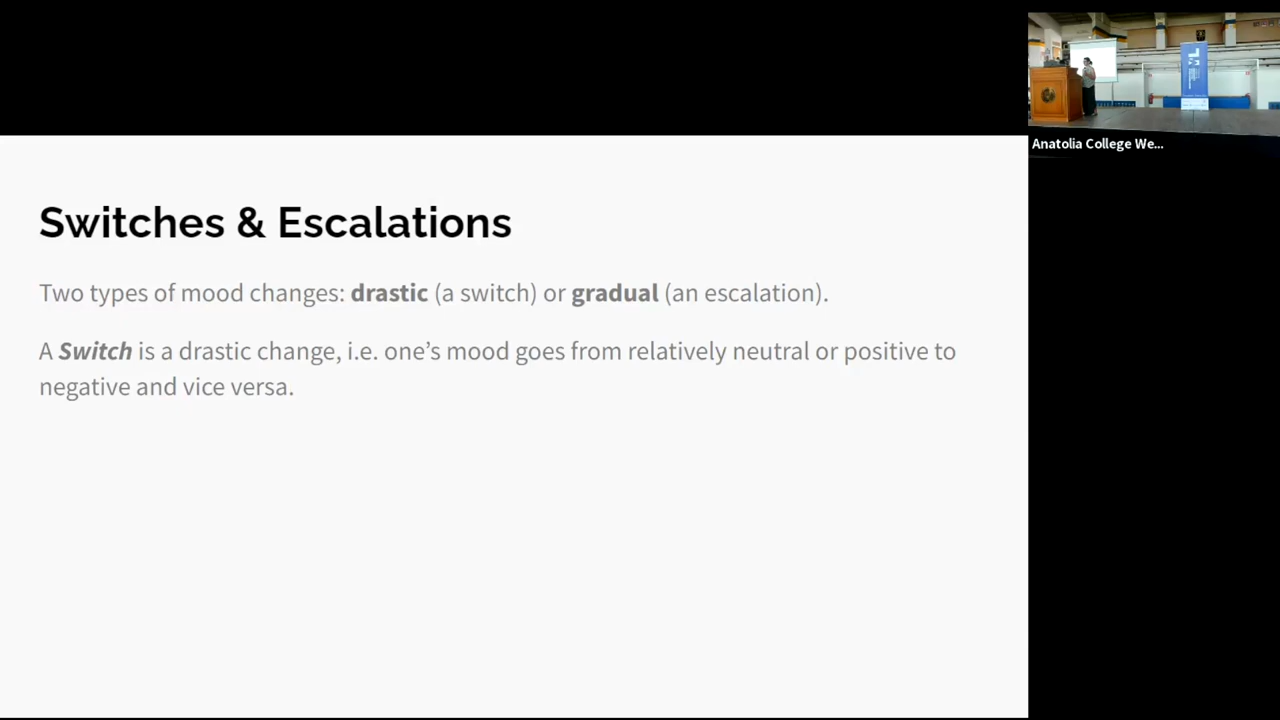 Switches & Escalations
Two types of mood changes: drastic (a switch) or gradual (an escalation).
A Switch is a drastic change, i.e. one’s mood goes from relatively neutral or positive to
negative and vice versa.
Anatolia College We...